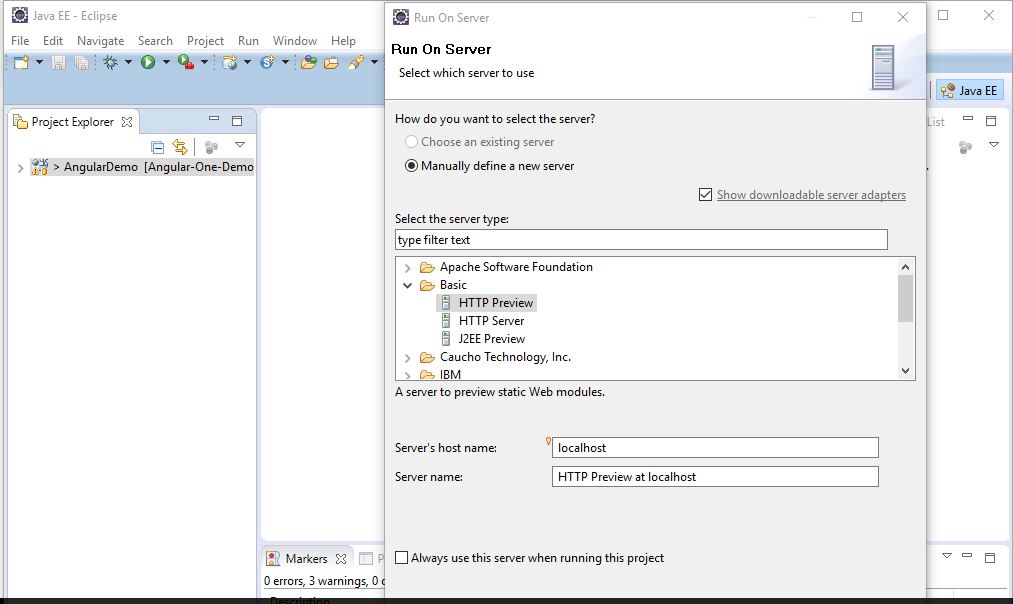 Java EE - Eclipse
File Edit Navigate Search Project Run Window Help
Java EE
Project Explorer
> AngularDemo [Angular-One-Demo
List
Run On Server
Run On Server
Select which server to use
How do you want to select the server?
Choose an existing server
Manually define a new server
Show downloadable server adapters
Select the server type:
type filter text
Apache Software Foundation
Basic
HTTP Preview
HTTP Server
J2EE Preview
Caucho Technology, Inc.
IBM
A server to preview static Web modules.
Server's host name: localhost
Server name: HTTP Preview at localhost
Always use this server when running this project
Markers P
0 errors, 3 warnings, 0
Description